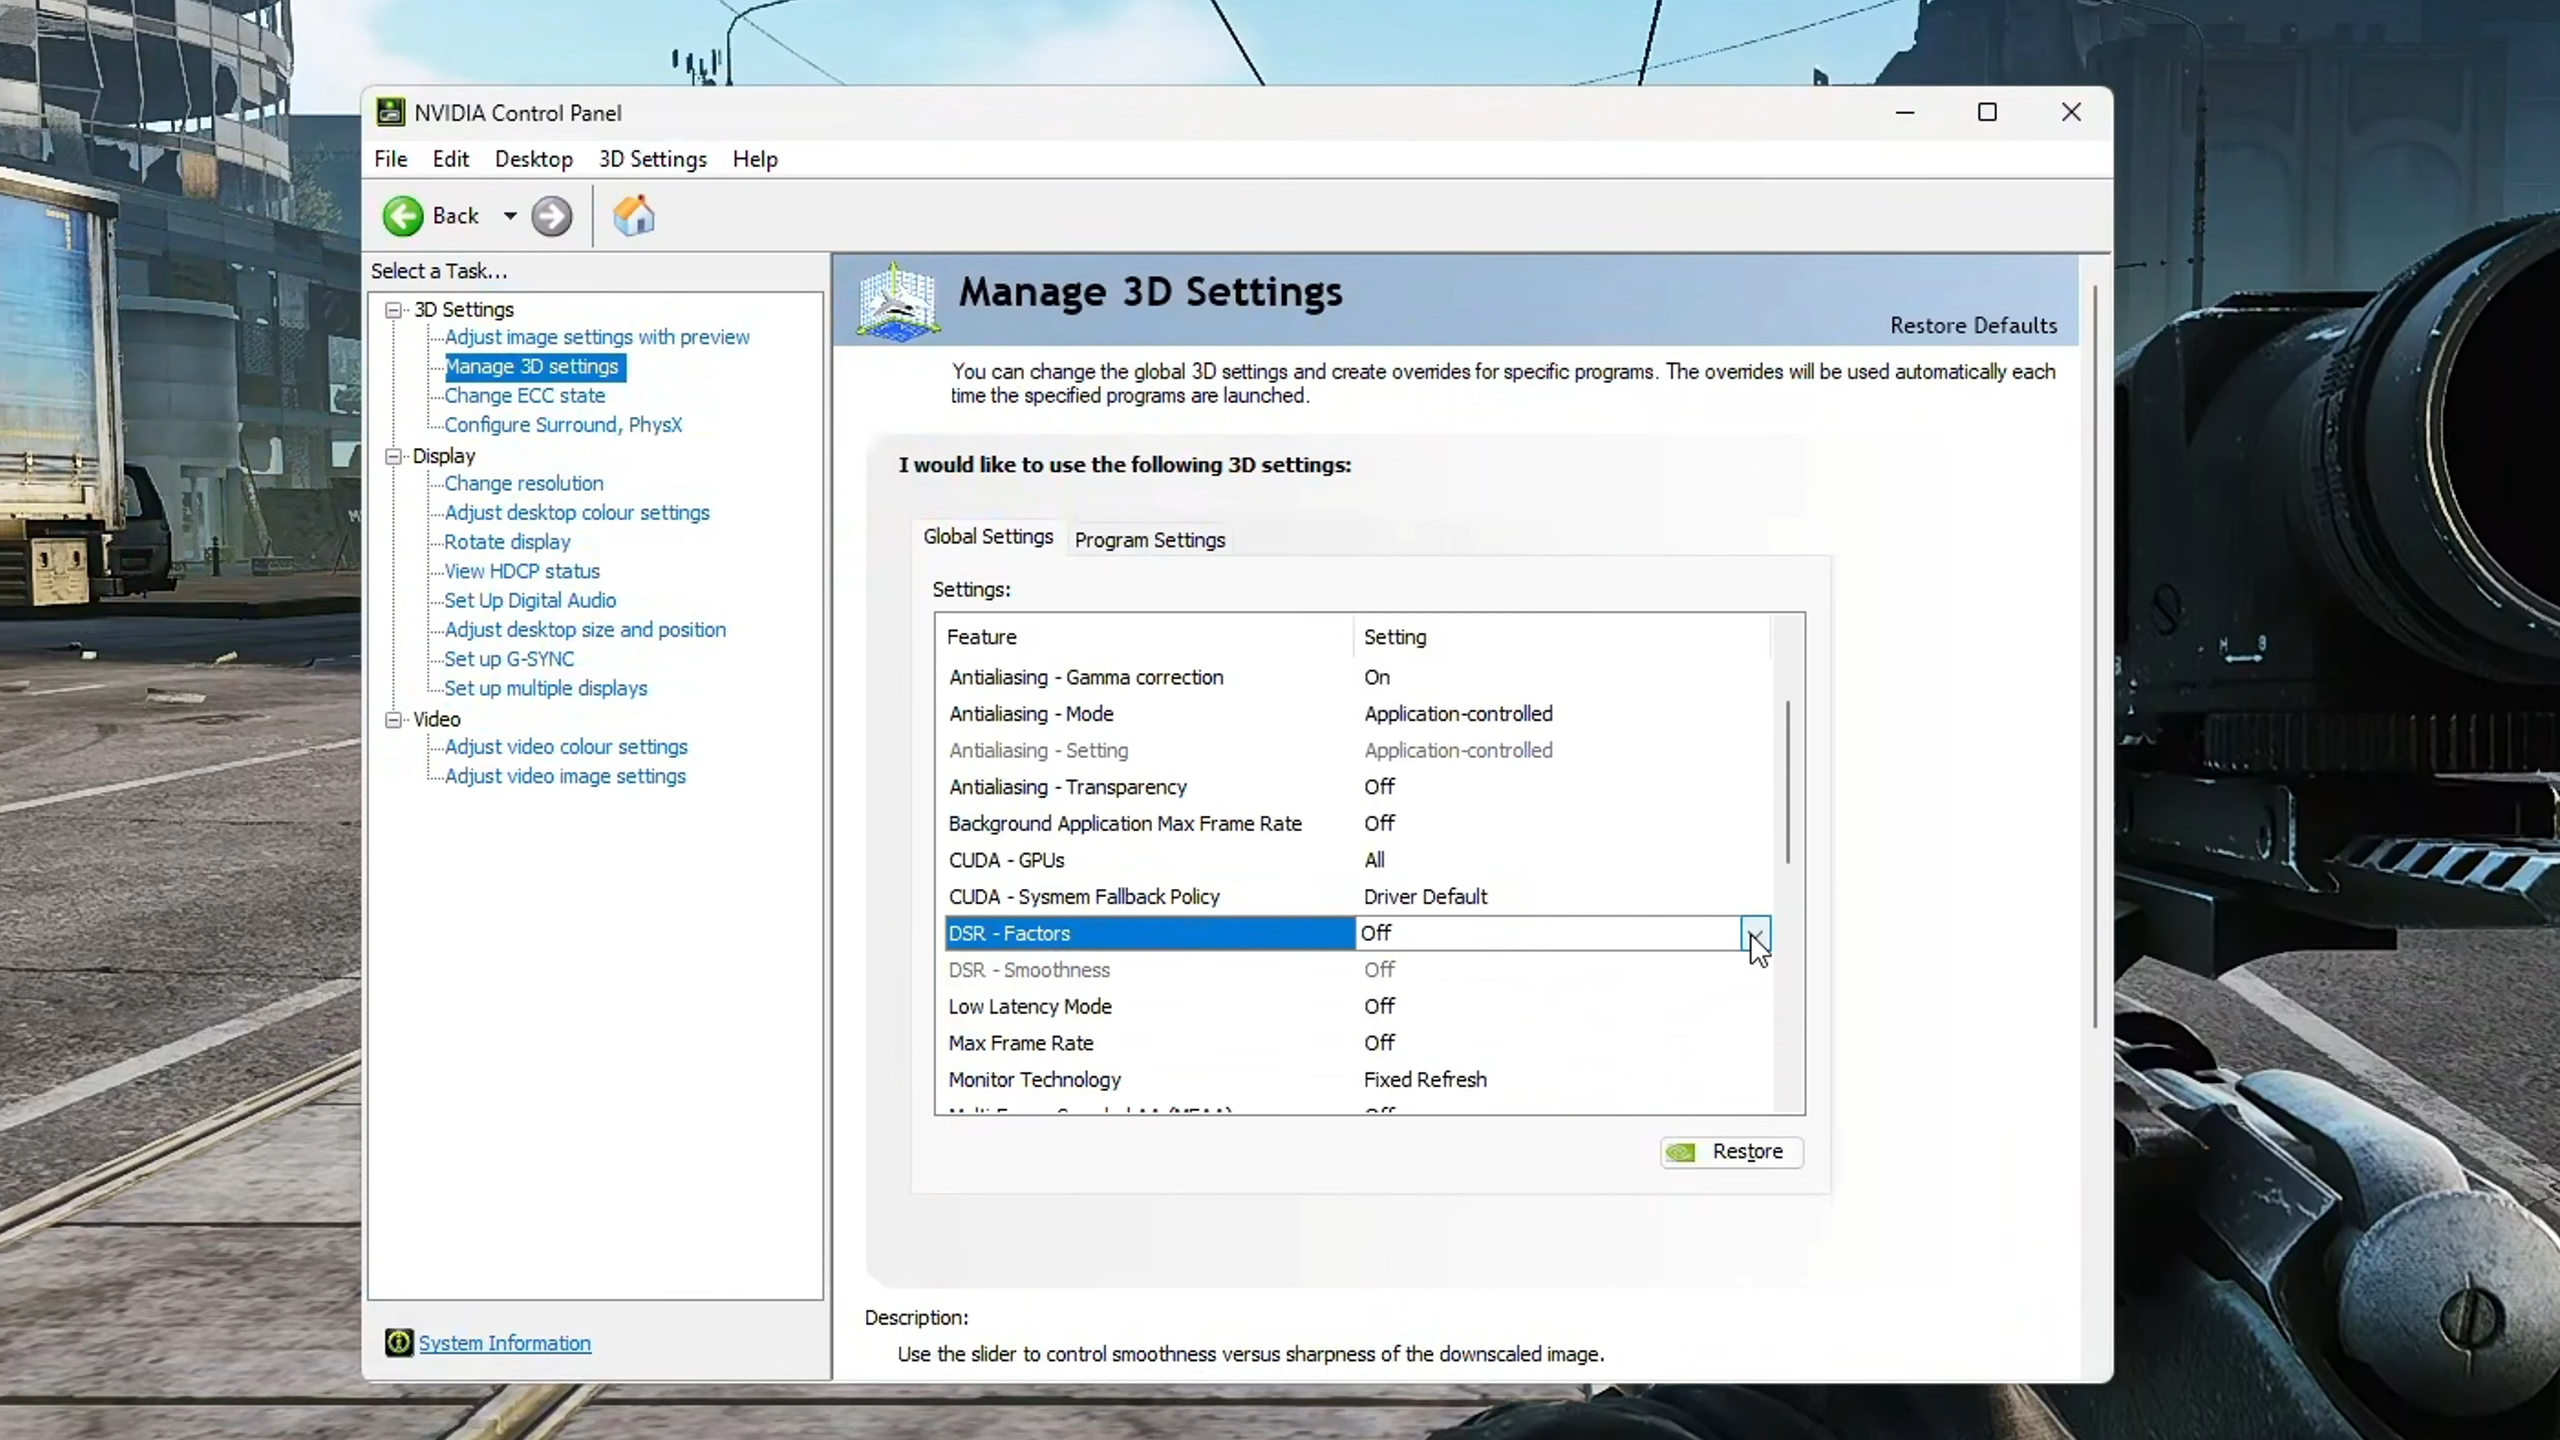 NVIDIA Control Panel
File Edit Desktop 3D Settings Help
Back
Select a Task...
3D Settings
Adjust image settings with preview
Manage 3D settings
Change ECC state
Configure Surround, PhysX
Display
Change resolution
Adjust desktop colour settings
Rotate display
View HDCP status
Set Up Digital Audio
Adjust desktop size and position
Set up G-SYNC
Set up multiple displays
Video
Adjust video colour settings
Adjust video image settings
System Information
Manage 3D Settings
Restore Defaults
You can change the global 3D settings and create overrides for specific programs. The overrides will be used automatically each
time the specified programs are launched.
I would like to use the following 3D settings:
Global Settings Program Settings
Settings:
Feature Setting
Antialiasing - Gamma correction On
Antialiasing - Mode Application-controlled
Antialiasing - Setting Application-controlled
Antialiasing - Transparency Off
Background Application Max Frame Rate Off
CUDA - GPUs All
CUDA - Sysmem Fallback Policy Driver Default
DSR - Factors Off
DSR - Smoothness Off
Low Latency Mode Off
Max Frame Rate Off
Monitor Technology Fixed Refresh
Restore
Description:
Use the slider to control smoothness versus sharpness of the downscaled image.